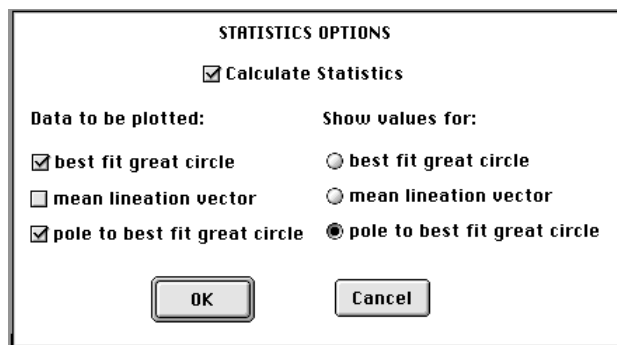 STATISTICS OPTIONS
Calculate Statistics
Data to be plotted:
best fit great circle
mean lineation vector
pole to best fit great circle
Show values for:
best fit great circle
mean lineation vector
pole to best fit great circle
OK
Cancel